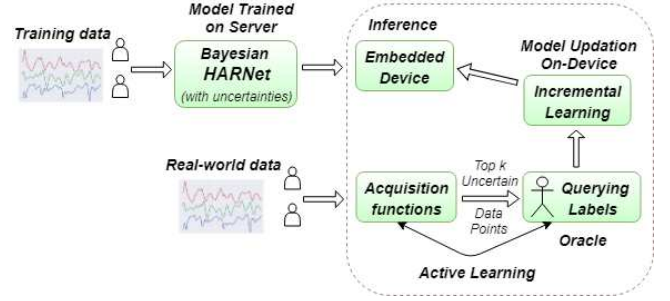 Model Trained
on Server
Training data
Bayesian
HARNet
(with uncertainties)
Inference
Embedded
Device
Model Updation
On-Device
Incremental
Learning
Real-world data
Acquisition
functions
Top k
Uncertain
Data
Points
Querying
Labels
Oracle
Active Learning